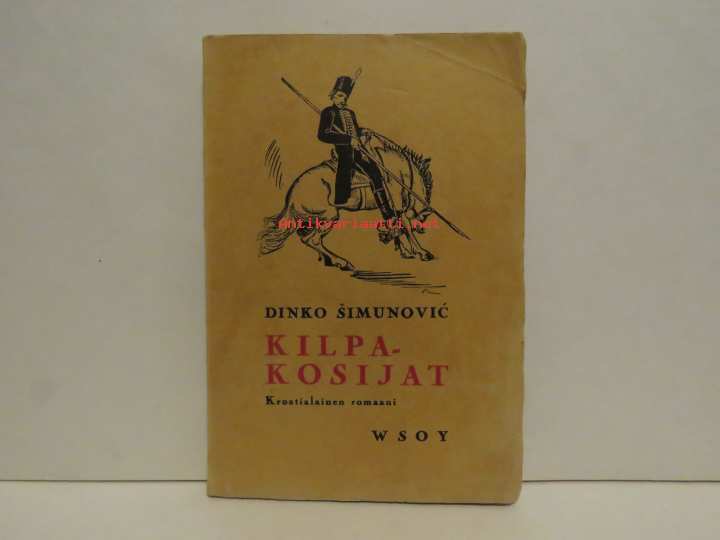 Antikvariaatti.net
DINKO ŠIMUNOVIĆ
KILPA-
KOSIJAT
Kroatialainen romaani
WSOY